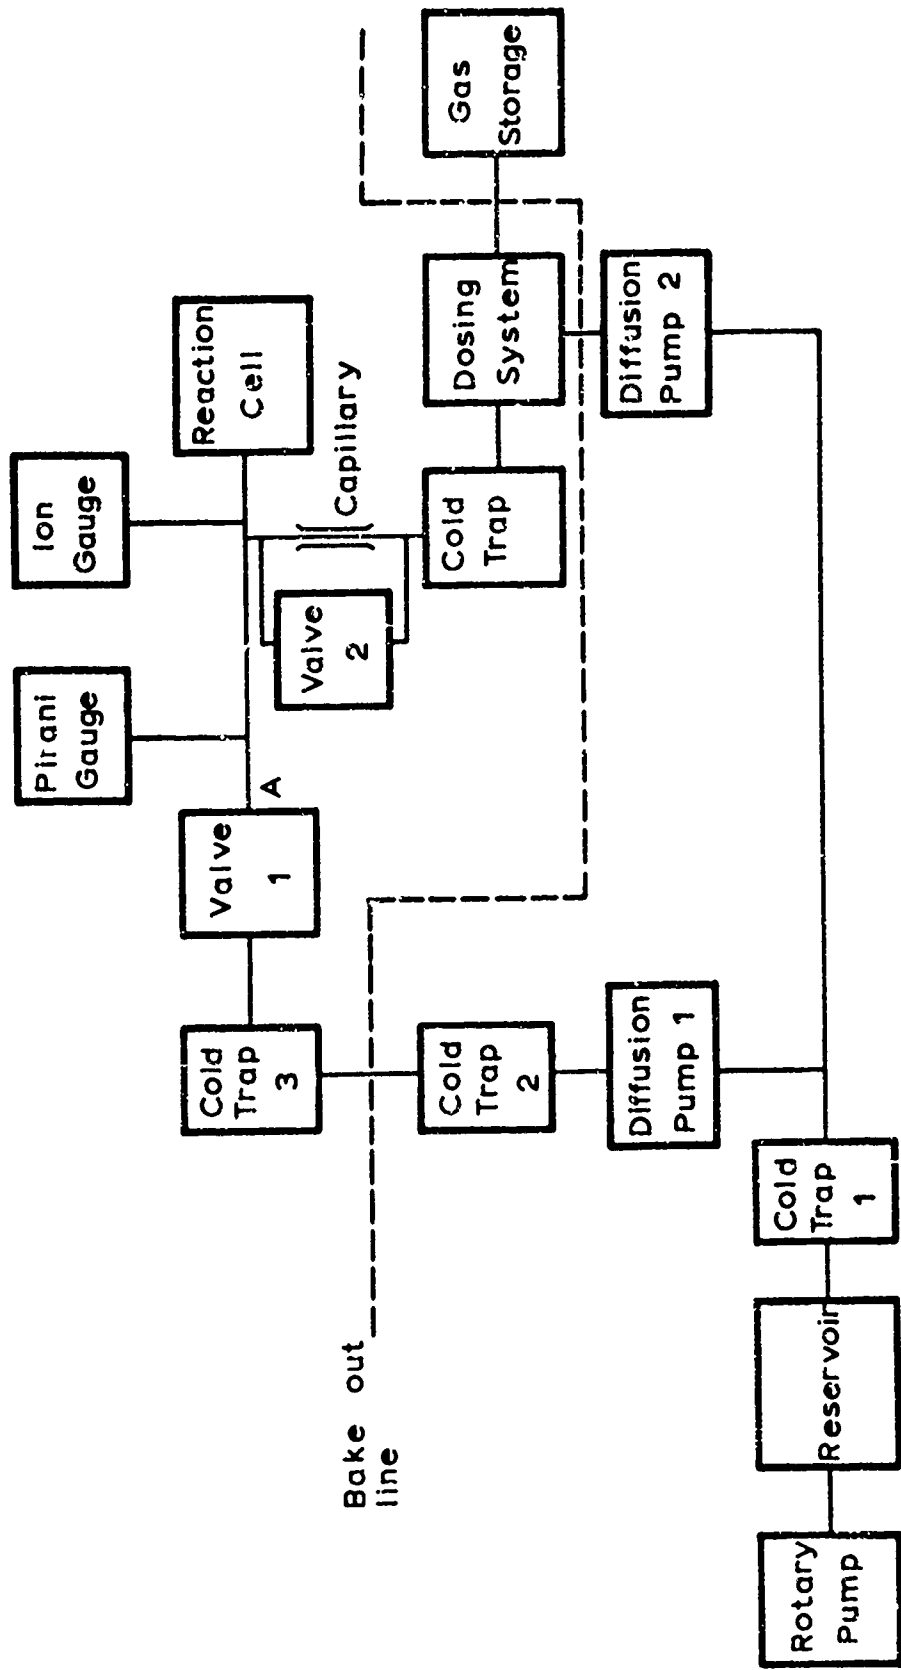 Ion
Gauge
Pirani
Gauge
Reaction
Cell
Valve
1
A
Cold
Trap
3
Valve
2
Capillary
Gas
Storage
Dosing
System
Cold
Trap
Bake out
line
Cold
Trap
2
Diffusion
Pump 1
Diffusion
Pump 2
Cold
Trap
1
Reservoir
Rotary
Pump